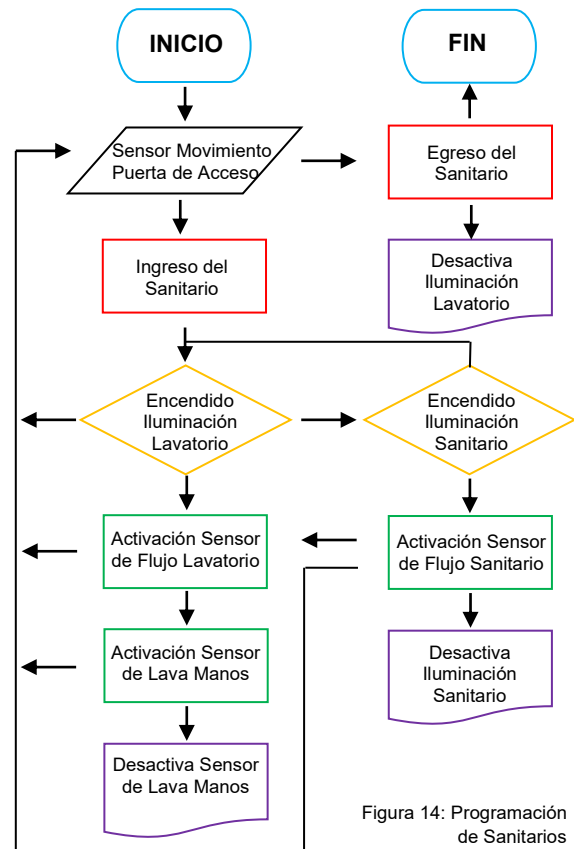 INICIO
FIN
Sensor Movimiento
Puerta de Acceso
Egreso del
Sanitario
Ingreso del
Sanitario
Desactiva
Iluminación
Lavatorio
Encendido
Iluminación
Lavatorio
Encendido
Iluminación
Sanitario
Activación Sensor
de Flujo Lavatorio
Activación Sensor
de Flujo Sanitario
Activación Sensor
de Lava Manos
Desactiva
Iluminación
Sanitario
Desactiva Sensor
de Lava Manos
Figura 14: Programación
de Sanitarios